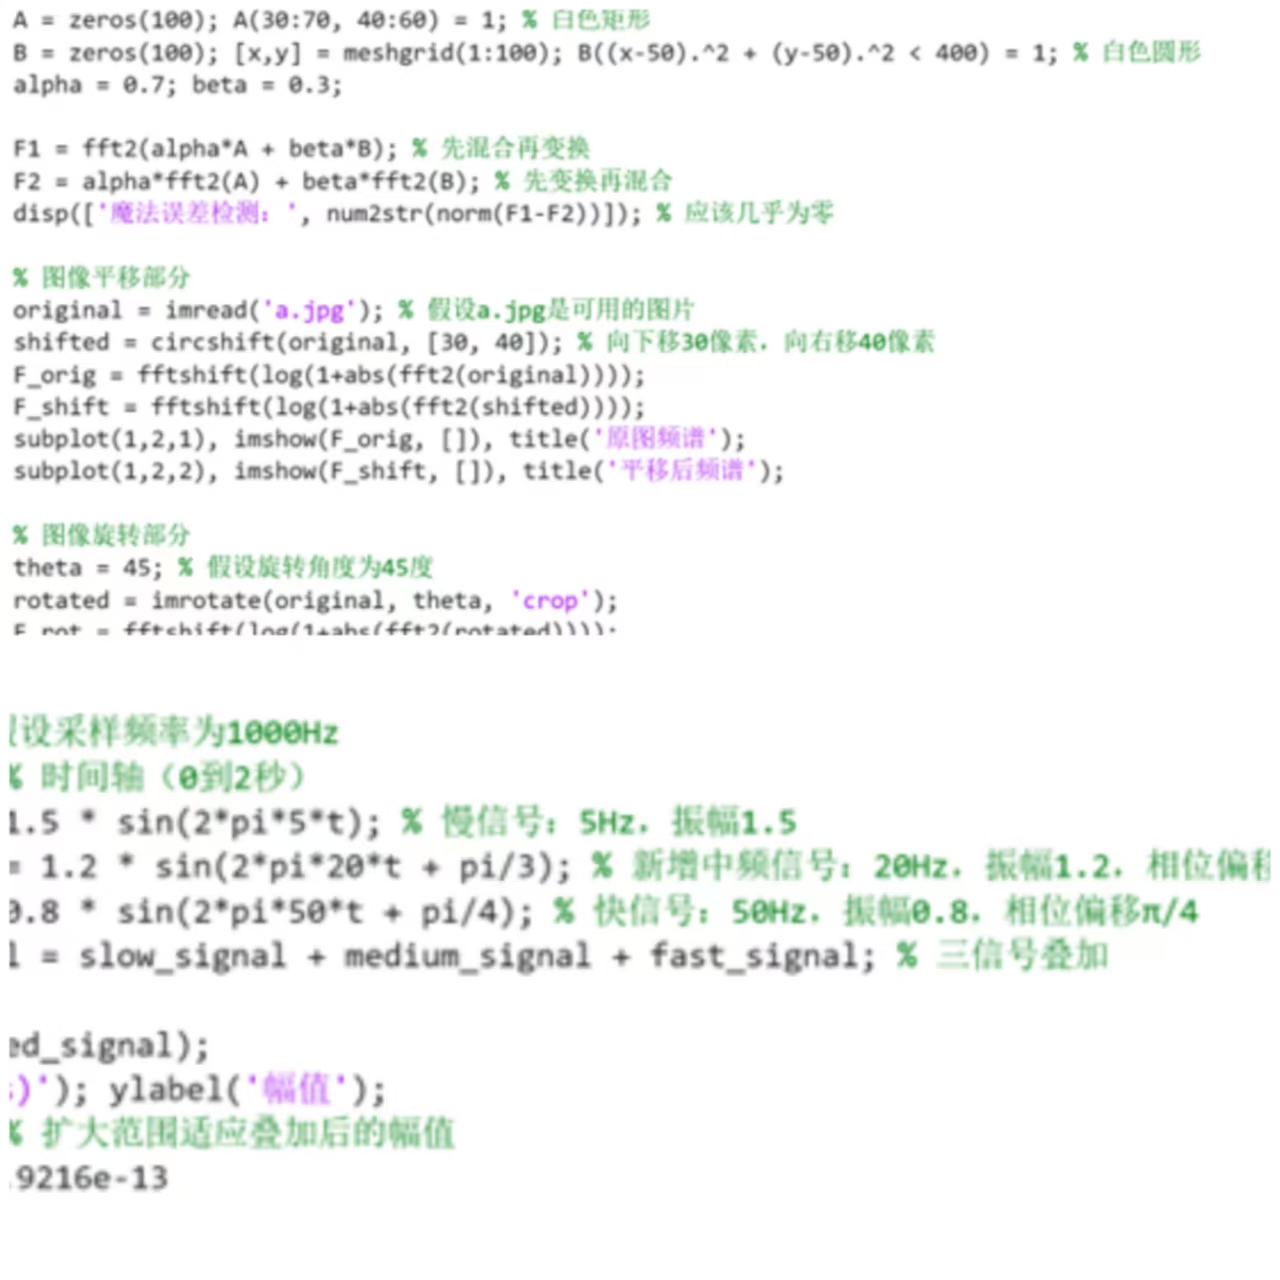 A = zeros(100); A(30:70, 40:60) = 1; % 白色矩形
B = zeros(100); [x,y] = meshgrid(1:100); B((x-50).^2 + (y-50).^2 < 400) = 1; % 白色圆形
alpha = 0.7; beta = 0.3;
F1 = fft2(alpha*A + beta*B); % 先混合再变换
F2 = alpha*fft2(A) + beta*fft2(B); % 先变换再混合
disp(['魔法误差检测：', num2str(norm(F1-F2))]); % 应该几乎为零
% 图像平移部分
original = imread('a.jpg'); % 假设a.jpg是可用的图片
shifted = circshift(original, [30, 40]); % 向下移30像素，向右移40像素
F_orig = fftshift(log(1+abs(fft2(original))));
F_shift = fftshift(log(1+abs(fft2(shifted))));
subplot(1,2,1), imshow(F_orig, []), title('原图频谱');
subplot(1,2,2), imshow(F_shift, []), title('平移后频谱');
% 图像旋转部分
theta = 45; % 假设旋转角度为45度
rotated = imrotate(original, theta, 'crop');
F_rot = fftshift(log(1+abs(fft2(rotated))));
设采样频率为1000Hz
% 时间轴（0到2秒）
1.5 * sin(2*pi*5*t); % 慢信号：5Hz，振幅1.5
= 1.2 * sin(2*pi*20*t + pi/3); % 新增中频信号：20Hz，振幅1.2，相位偏移
0.8 * sin(2*pi*50*t + pi/4); % 快信号：50Hz，振幅0.8，相位偏移π/4
l = slow_signal + medium_signal + fast_signal; % 三信号叠加
ed_signal);
)'); ylabel('幅值');
% 扩大范围适应叠加后的幅值
.9216e-13